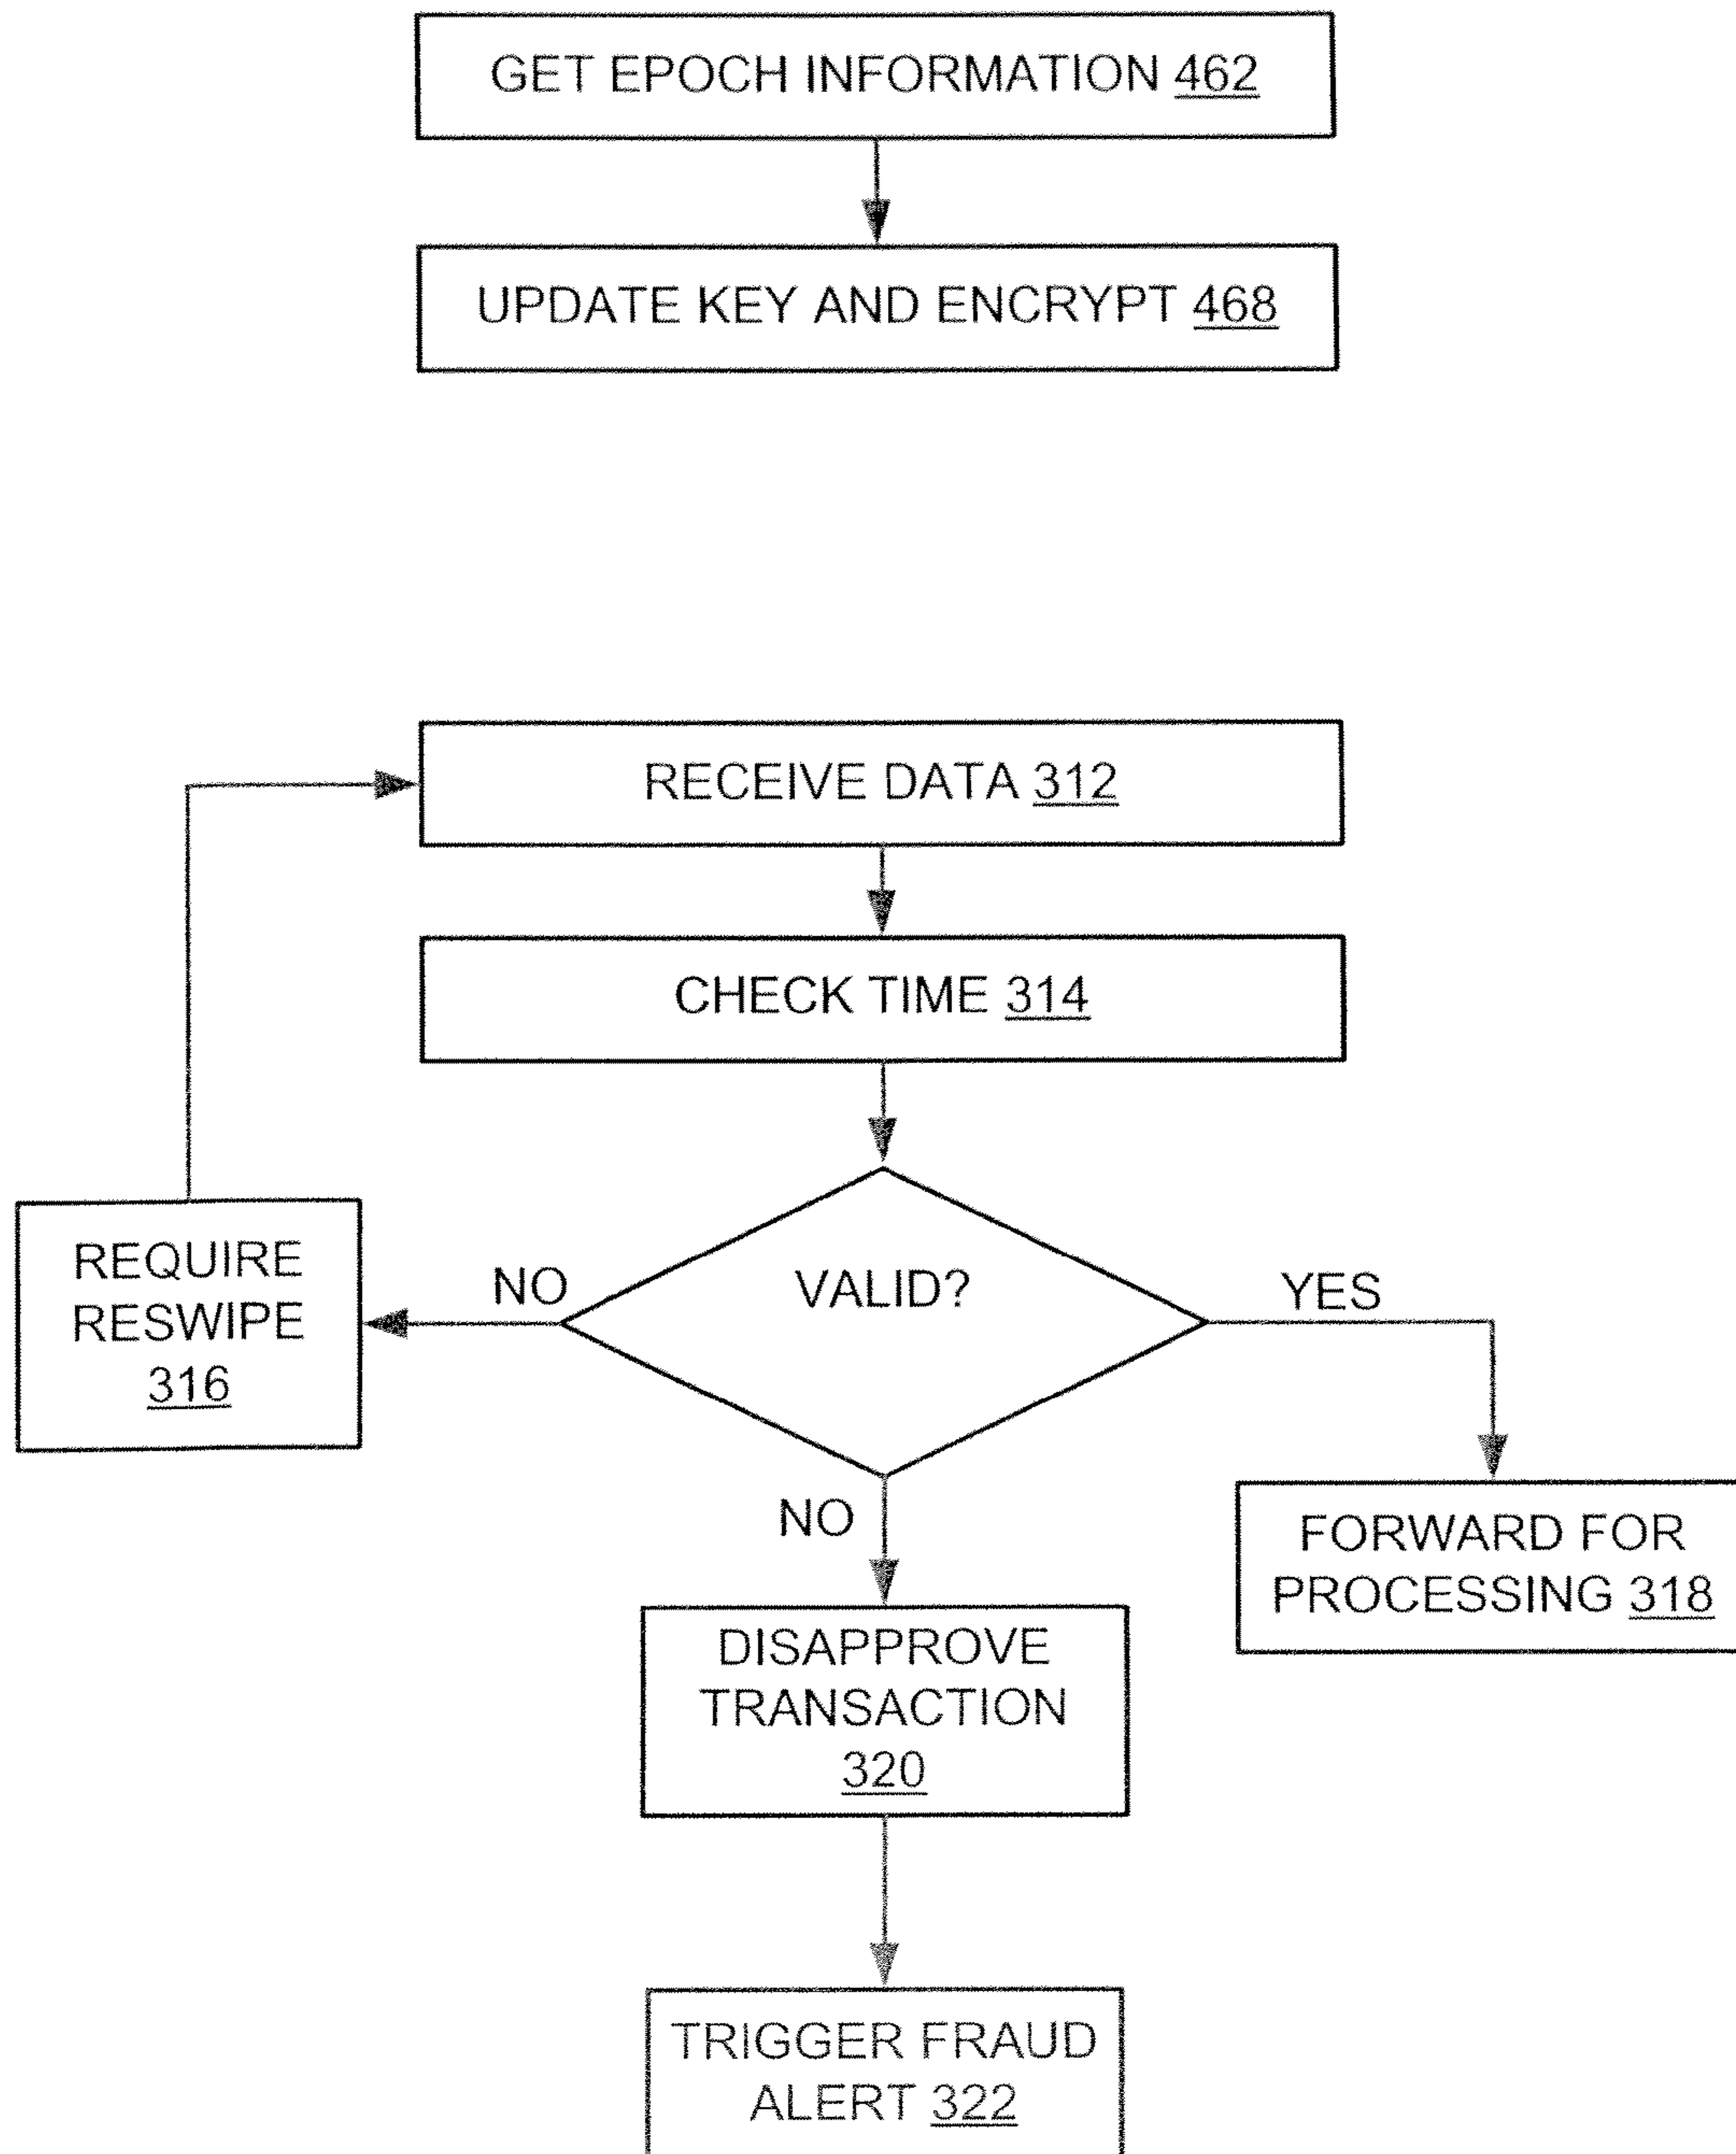 GET EPOCH INFORMATION 462
UPDATE KEY AND ENCRYPT 468
RECEIVE DATA 312
CHECK TIME 314
REQUIRE
RESWIPE
316
NO
VALID?
YES
NO
FORWARD FOR
PROCESSING 318
DISAPPROVE
TRANSACTION
320
TRIGGER FRAUD
ALERT 322